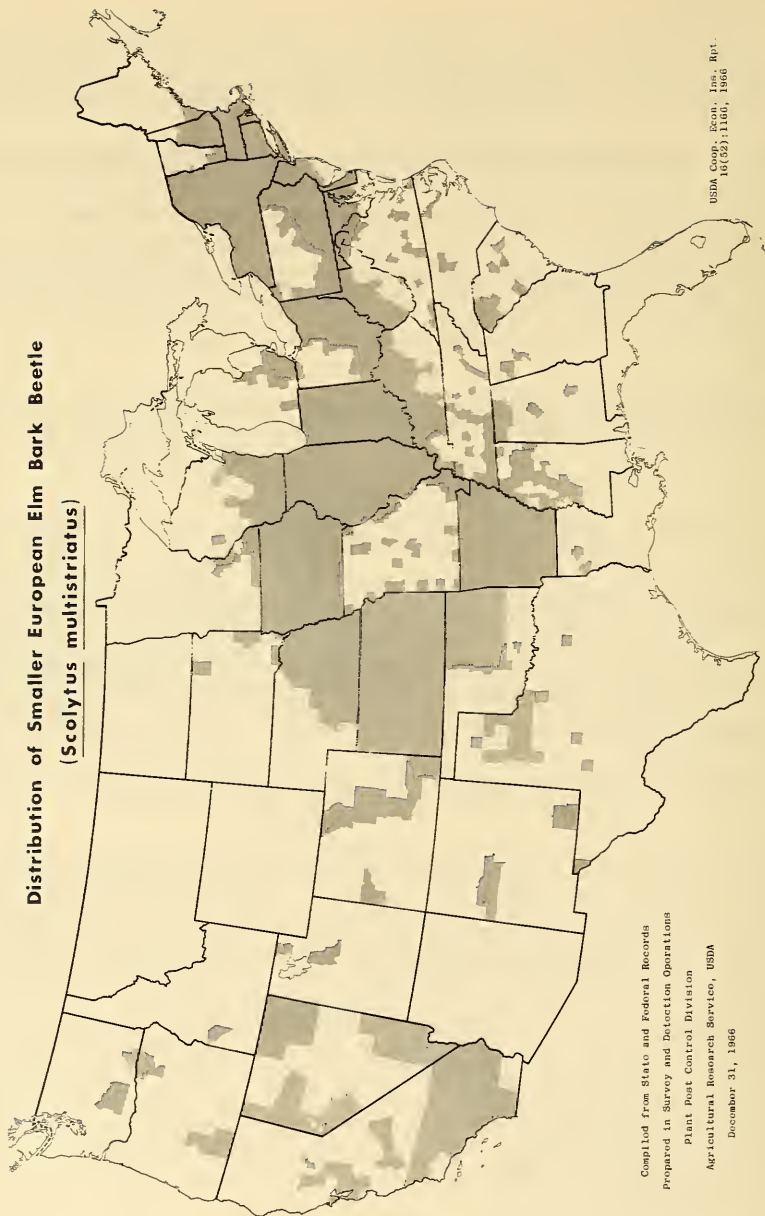 Distribution of Smaller European Elm Bark Beetle
(Scolytus multistriatus)
Compiled from State and Federal Records
Prepared in Survey and Detection Operations
Plant Pest Control Division
Agricultural Research Service, USDA
December 31, 1966
USDA Coop. Econ. Ins. Rpt.
16(52):1160, 1966